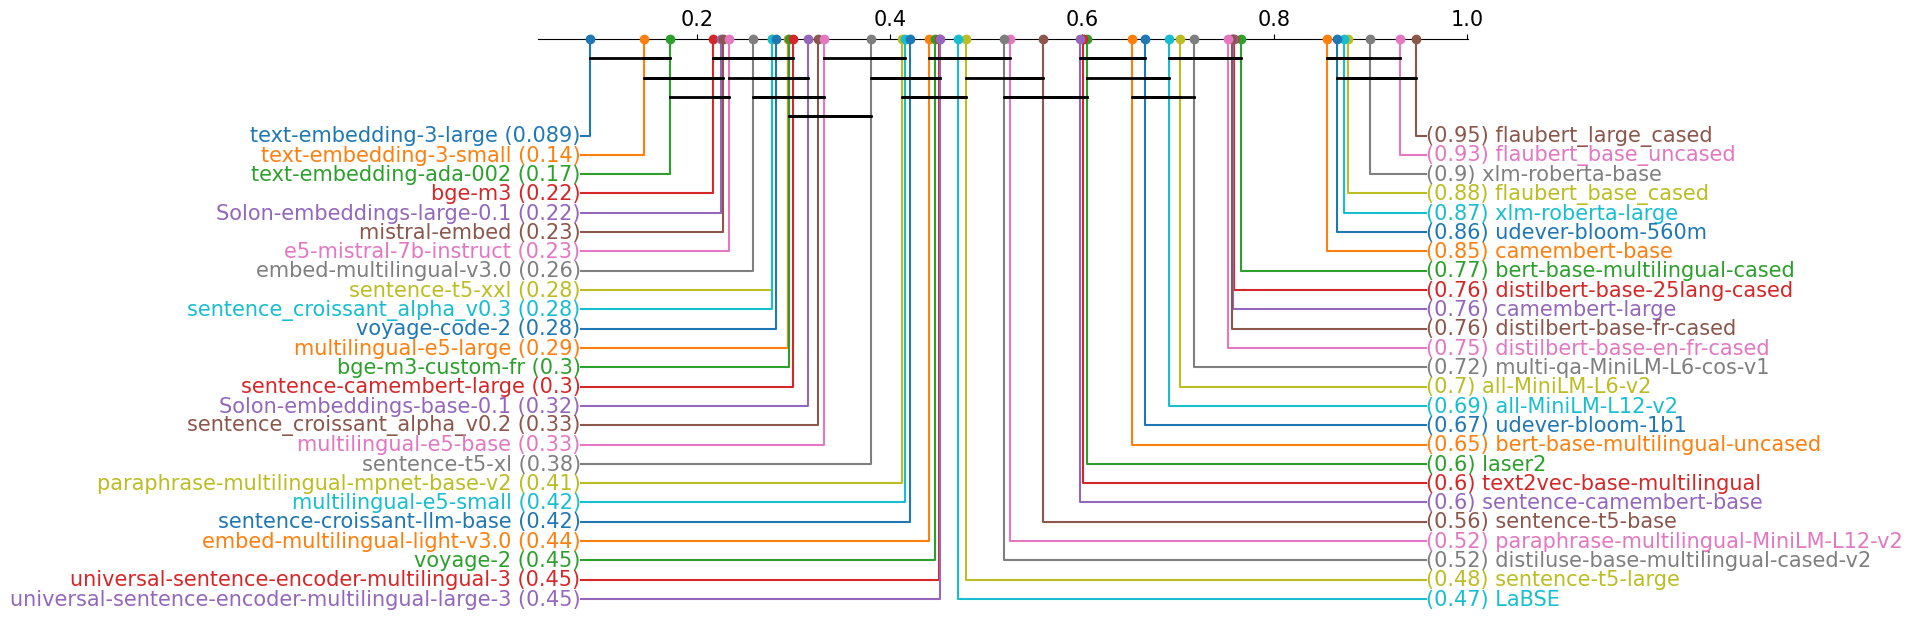 0.2 0.4 0.6 0.8 1.0
text-embedding-3-large (0.089)
text-embedding-3-small (0.14)
text-embedding-ada-002 (0.17)
bge-m3 (0.22)
Solon-embeddings-large-0.1 (0.22)
mistral-embed (0.23)
e5-mistral-7b-instruct (0.23)
embed-multilingual-v3.0 (0.26)
sentence-t5-xxl (0.28)
sentence_croissant_alpha_v0.3 (0.28)
voyage-code-2 (0.28)
multilingual-e5-large (0.29)
bge-m3-custom-fr (0.3)
sentence-camembert-large (0.3)
Solon-embeddings-base-0.1 (0.32)
sentence_croissant_alpha_v0.2 (0.33)
multilingual-e5-base (0.33)
sentence-t5-xl (0.38)
paraphrase-multilingual-mpnet-base-v2 (0.41)
multilingual-e5-small (0.42)
sentence-croissant-llm-base (0.42)
embed-multilingual-light-v3.0 (0.44)
voyage-2 (0.45)
universal-sentence-encoder-multilingual-3 (0.45)
universal-sentence-encoder-multilingual-large-3 (0.45)
(0.95) flaubert_large_cased
(0.93) flaubert_base_uncased
(0.9) xlm-roberta-base
(0.88) flaubert_base_cased
(0.87) xlm-roberta-large
(0.86) udever-bloom-560m
(0.85) camembert-base
(0.77) bert-base-multilingual-cased
(0.76) distilbert-base-25lang-cased
(0.76) camembert-large
(0.76) distilbert-base-fr-cased
(0.75) distilbert-base-en-fr-cased
(0.72) multi-qa-MiniLM-L6-cos-v1
(0.7) all-MiniLM-L6-v2
(0.69) all-MiniLM-L12-v2
(0.67) udever-bloom-1b1
(0.65) bert-base-multilingual-uncased
(0.6) laser2
(0.6) text2vec-base-multilingual
(0.6) sentence-camembert-base
(0.56) sentence-t5-base
(0.52) paraphrase-multilingual-MiniLM-L12-v2
(0.52) distiluse-base-multilingual-cased-v2
(0.48) sentence-t5-large
(0.47) LaBSE